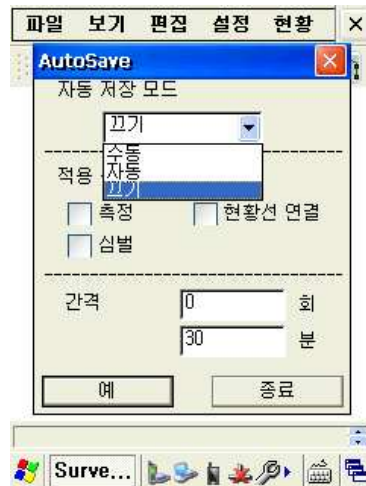 파일 보기 편집 설정 현황
AutoSave
자동 저장 모드
끄기
수동
적용 자동
끄기
측정 현황선 연결
심벌
간격 0 회
30 분
예 종료
Surve...